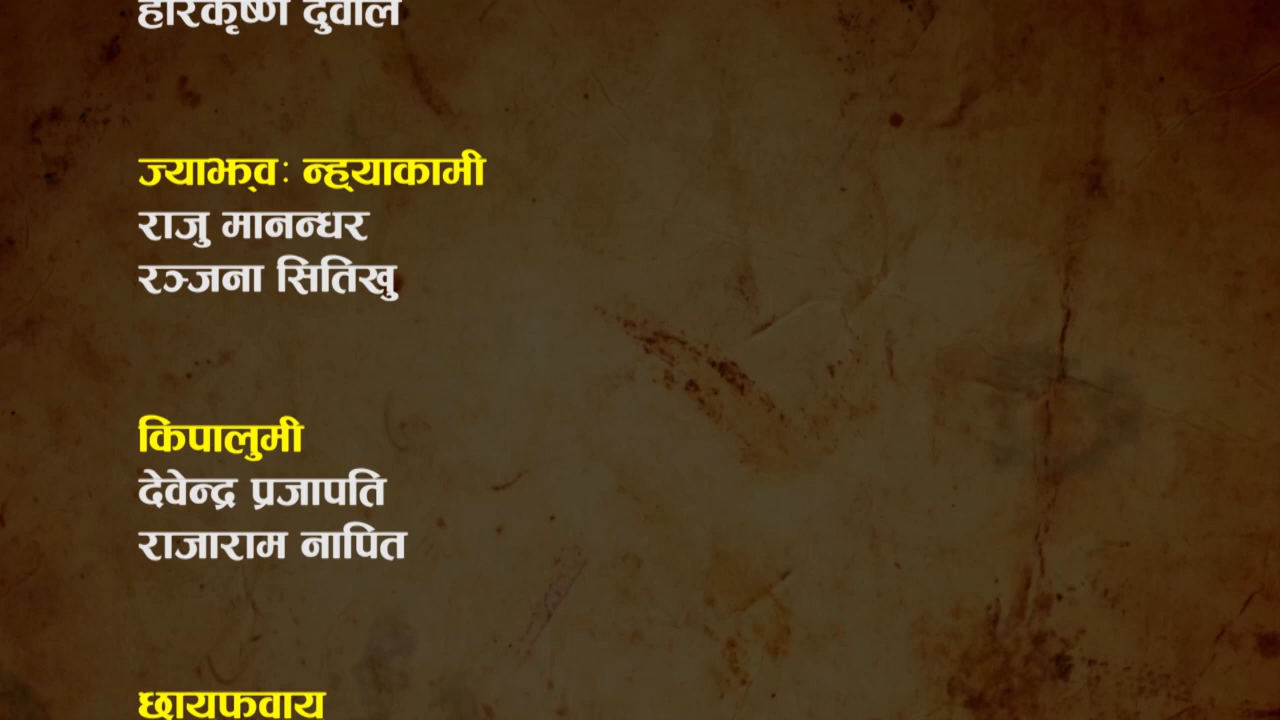 हरिकृष्ण दुवाल
ज्याझ्वः न्ह्याकामी
राजु मानन्धर
रञ्जना सितिखु
किपालुमी
देवेन्द्र प्रजापति
राजाराम नापित
छायफवाय